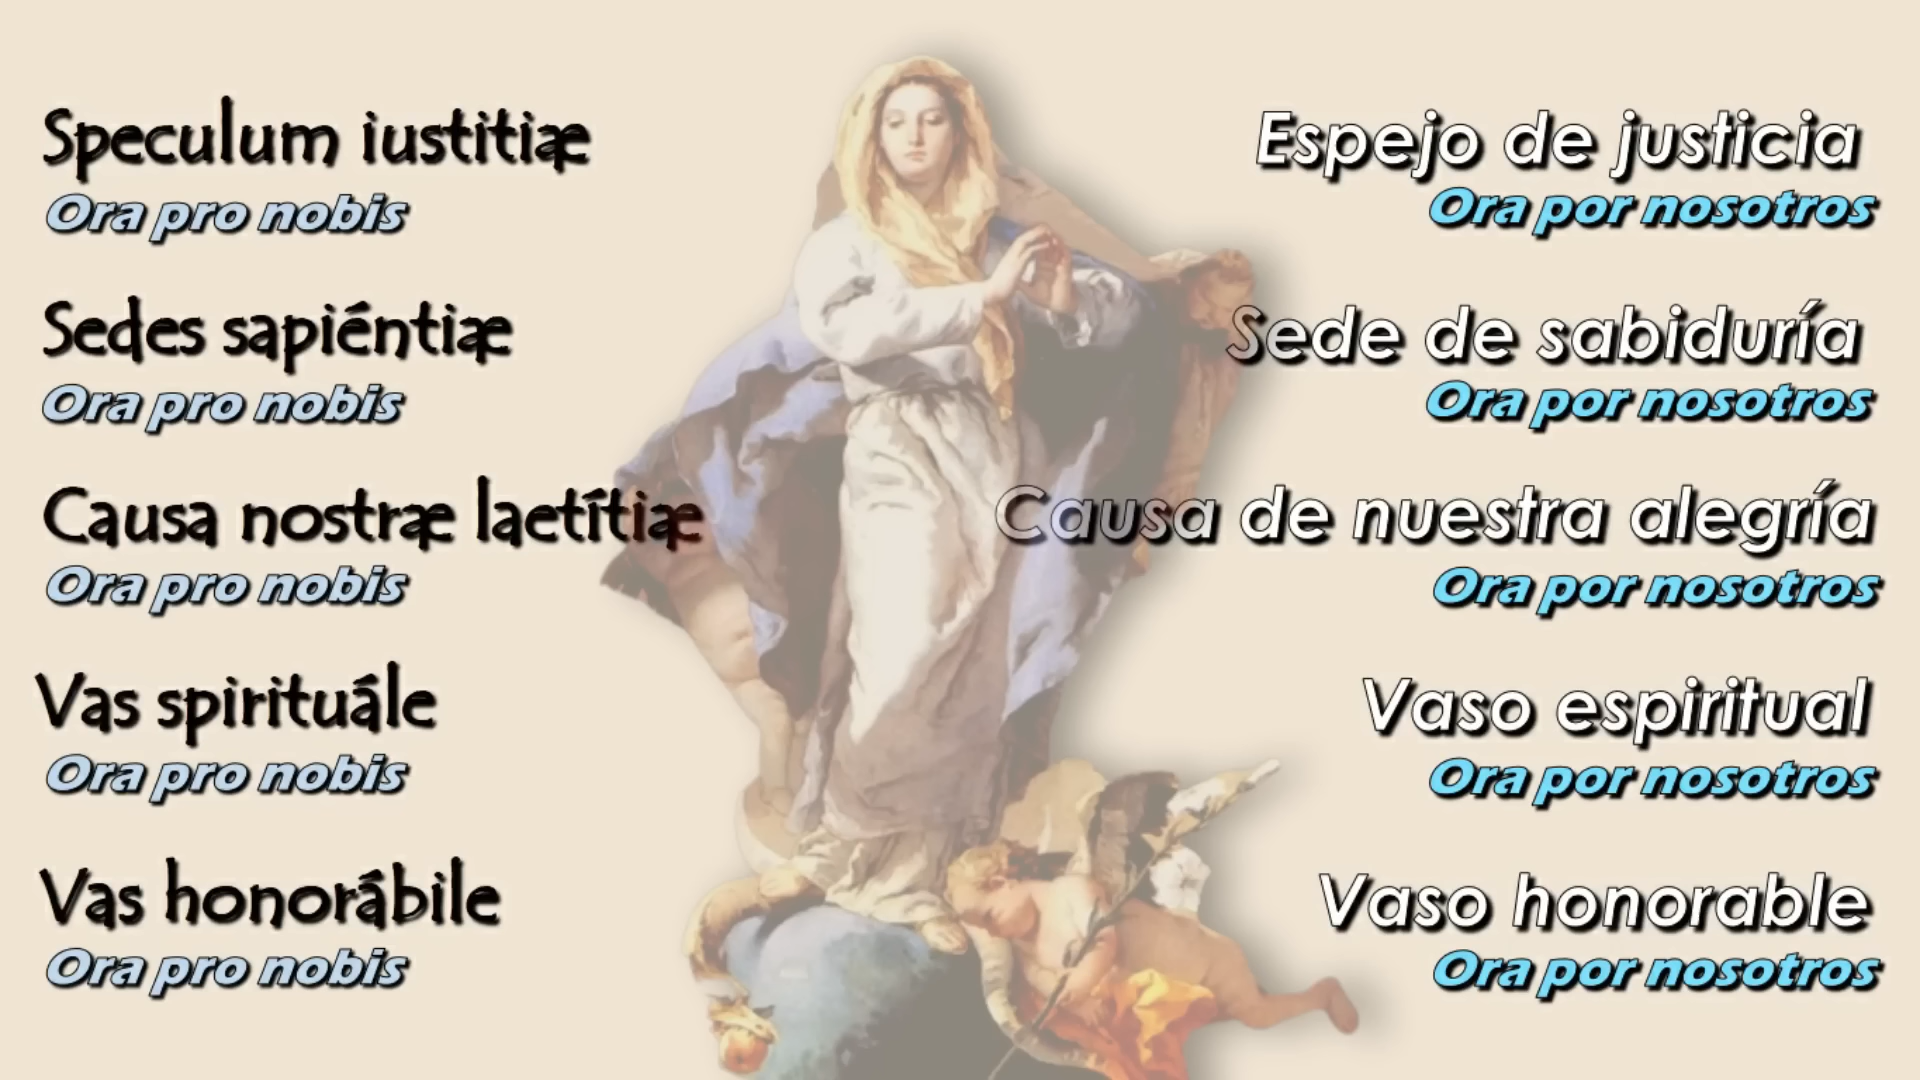 Speculum iustitiæ
Ora pro nobis
Sedes sapiéntiæ
Ora pro nobis
Causa nostræ laetítiæ
Ora pro nobis
Vas spirituále
Ora pro nobis
Vas honorábile
Ora pro nobis
Espejo de justicia
Ora por nosotros
Sede de sabiduría
Ora por nosotros
Causa de nuestra alegría
Ora por nosotros
Vaso espiritual
Ora por nosotros
Vaso honorable
Ora por nosotros